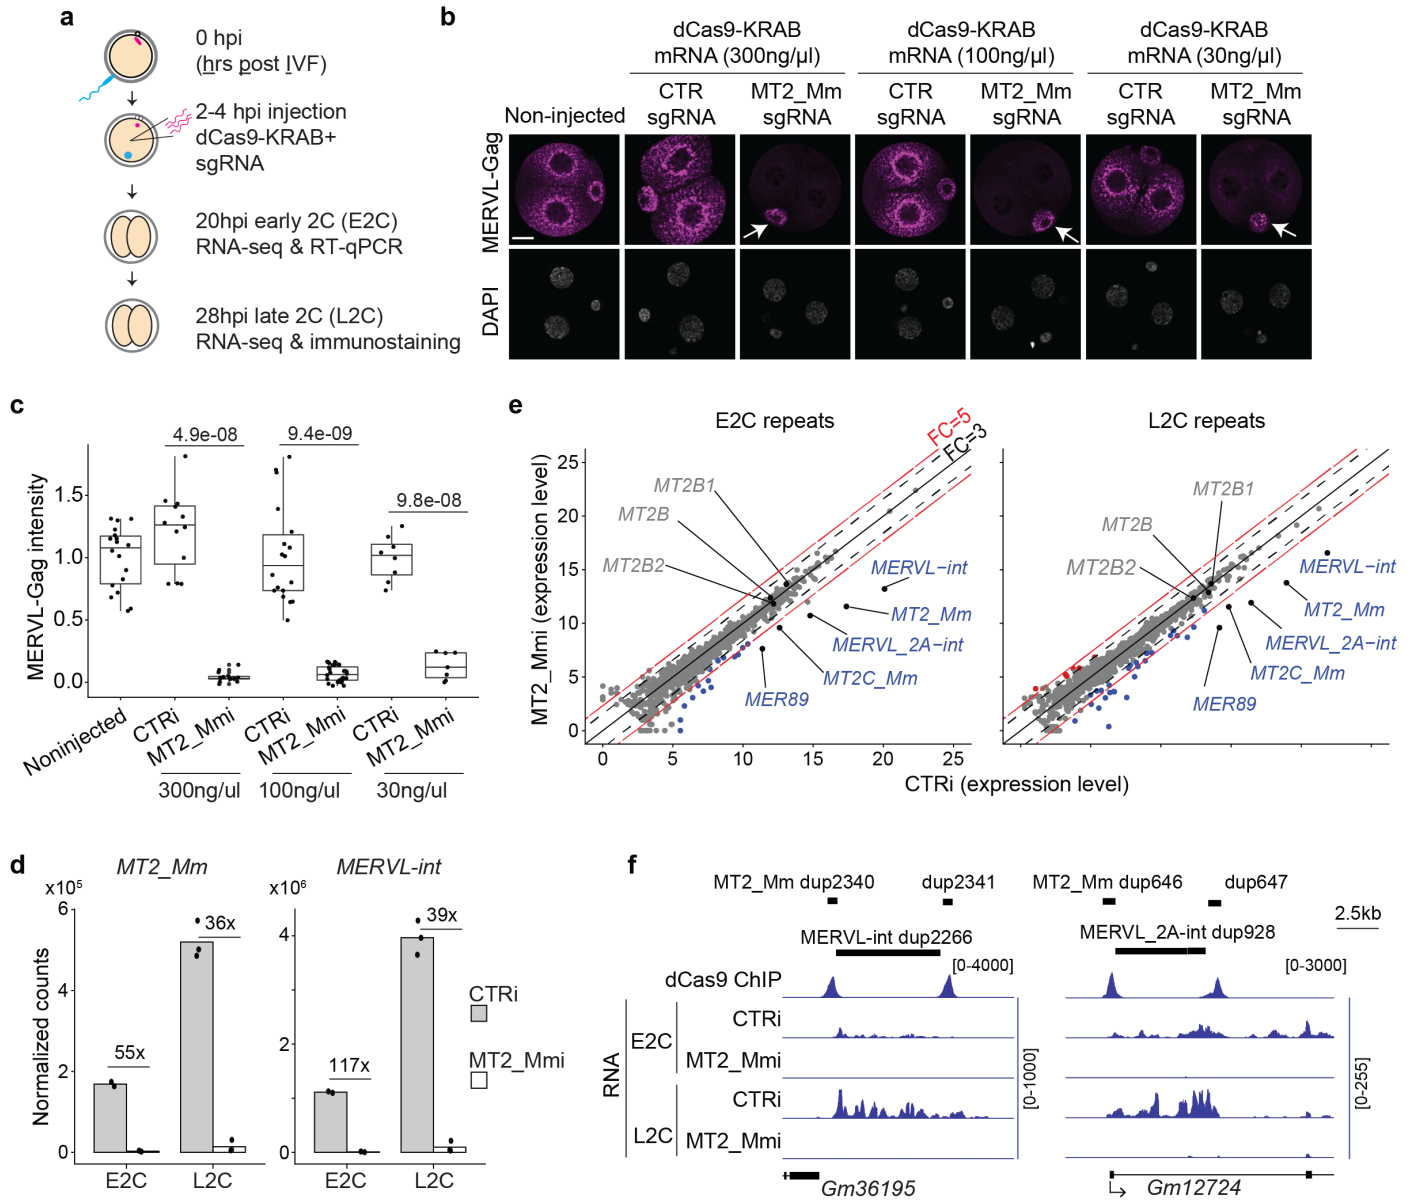 a
0 hpi
(hrs post IVF)
2-4 hpi injection
dCas9-KRAB+
sgRNA
20hpi early 2C (E2C)
RNA-seq & RT-qPCR
28hpi late 2C (L2C)
RNA-seq & immunostaining
b
dCas9-KRAB
mRNA (300ng/µl)
dCas9-KRAB
mRNA (100ng/µl)
dCas9-KRAB
mRNA (30ng/µl)
Non-injected
CTR
sgRNA
MT2_Mm
sgRNA
CTR
sgRNA
MT2_Mm
sgRNA
CTR
sgRNA
MT2_Mm
sgRNA
MERVL-Gag
DAPI
c
MERVL-Gag intensity
1.5
1.0
0.5
0.0
4.9e-08
9.4e-09
9.8e-08
Noninjected
CTRi
MT2_Mmi
CTRi
MT2_Mmi
CTRi
MT2_Mmi
300ng/ul
100ng/ul
30ng/ul
e
E2C repeats
L2C repeats
FC=5
FC=3
MT2_Mmi (expression level)
25
20
15
10
5
0
MT2B1
MT2B
MT2B2
MERVL−int
MT2_Mm
MERVL_2A−int
MT2C_Mm
MER89
MT2B1
MT2B
MT2B2
MERVL−int
MT2_Mm
MERVL_2A−int
MT2C_Mm
MER89
0 5 10 15 20 25
CTRi (expression level)
d
MT2_Mm
MERVL-int
x10⁵
x10⁶
Normalized counts
6
4
2
0
55x
36x
E2C
L2C
4
2
0
117x
39x
E2C
L2C
CTRi
MT2_Mmi
f
MT2_Mm dup2340
dup2341
MT2_Mm dup646
dup647
2.5kb
MERVL-int dup2266
MERVL_2A-int dup928
[0-4000]
[0-3000]
dCas9 ChIP
RNA
E2C
CTRi
MT2_Mmi
L2C
CTRi
MT2_Mmi
[0-1000]
[0-255]
Gm36195
Gm12724